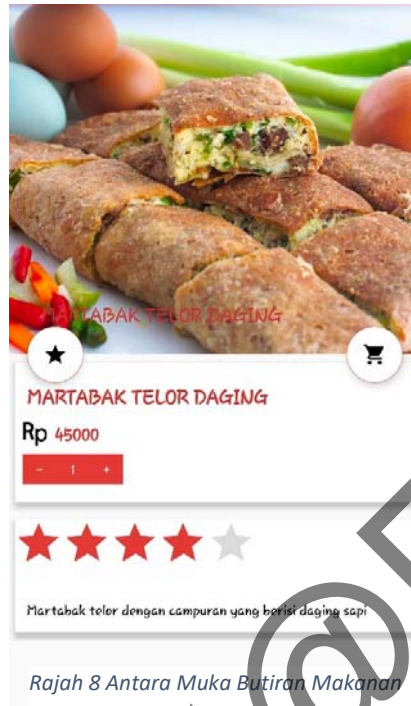 MARTABAK TELOR DAGING
MARTABAK TELOR DAGING
Rp 45000
- 1 +
Martabak telor dengan campuran yang berisi daging sapi
Rajah 8 Antara Muka Butiran Makanan
@